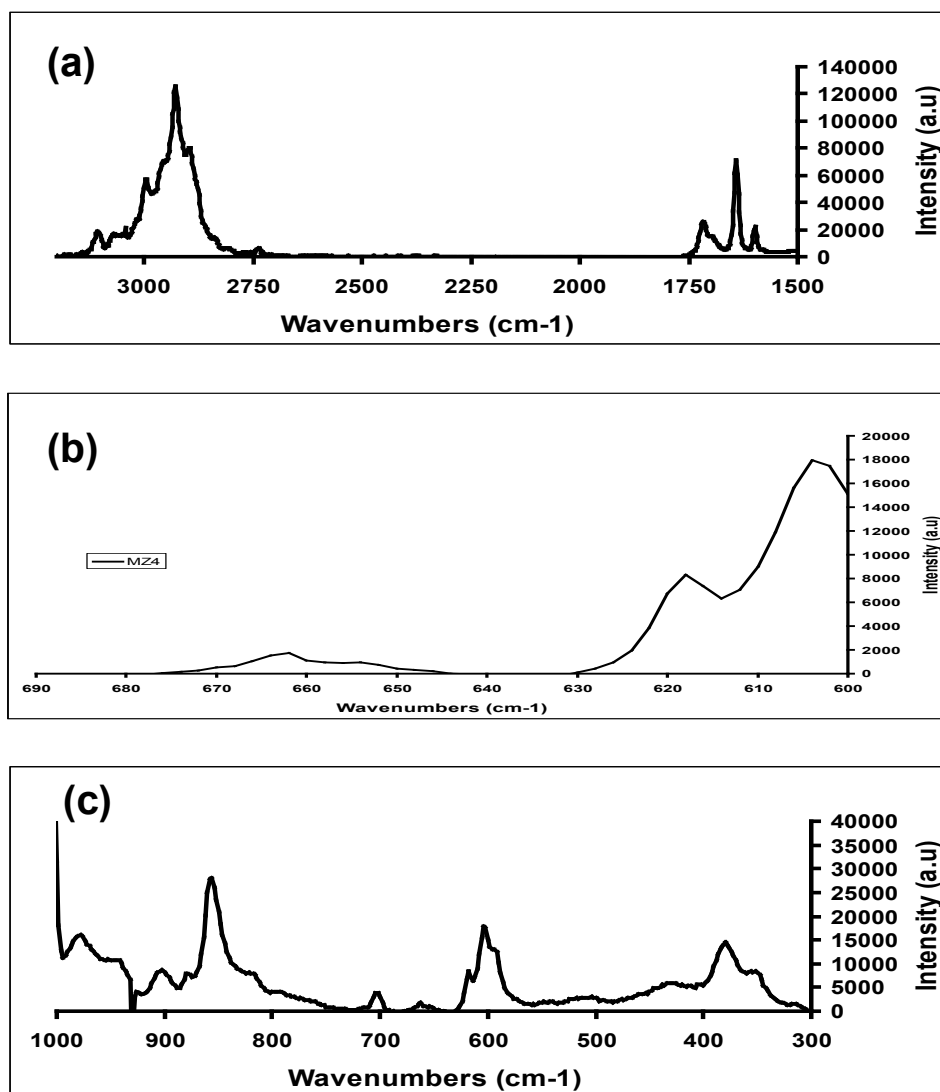 (a)
140000
120000
100000
80000
60000
40000
20000
0
Intensity (a.u)
3000 2750 2500 2250 2000 1750 1500
Wavenumbers (cm-1)
(b)
20000
18000
16000
14000
12000
10000
8000
6000
4000
2000
0
Intensity (a.u)
MZ4
690 680 670 660 650 640 630 620 610 600
Wavenumbers (cm-1)
(c)
40000
35000
30000
25000
20000
15000
10000
5000
0
Intensity (a.u)
1000 900 800 700 600 500 400 300
Wavenumbers (cm-1)